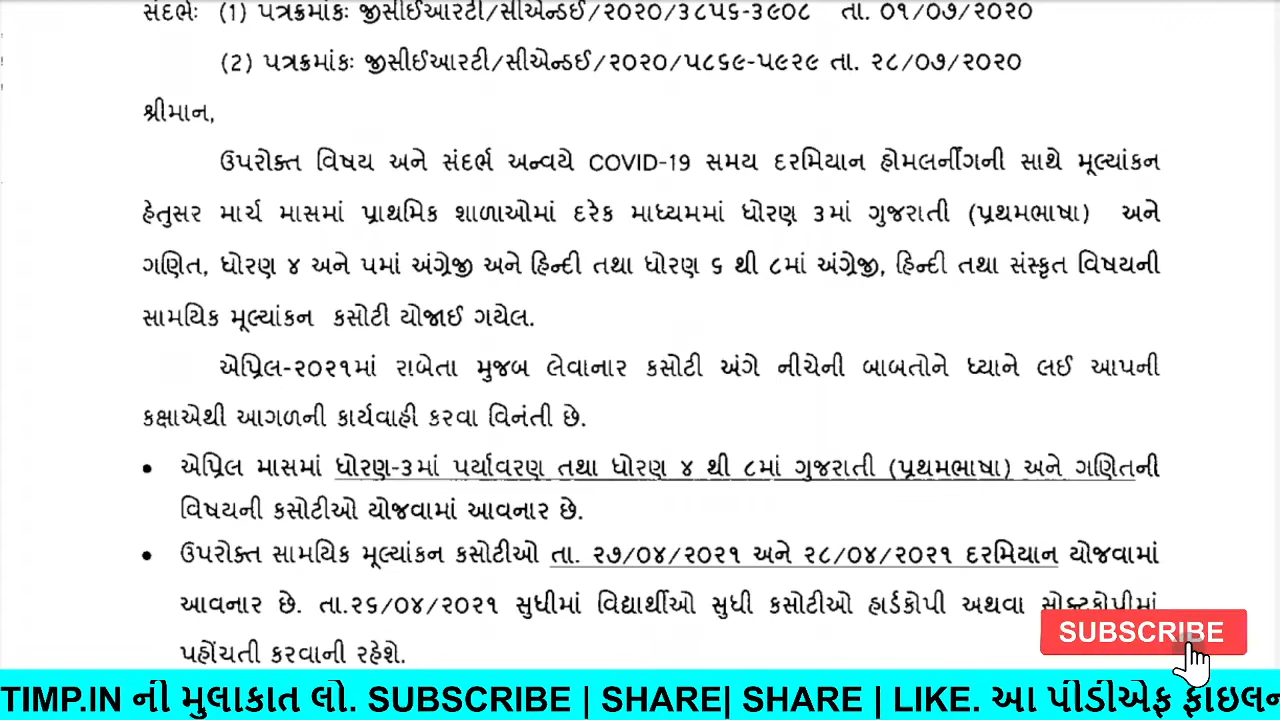 સંદર્ભઃ (1) પત્રક્રમાંકઃ જીસીઈઆરટી/સીએન્ડઈ/૨૦૨૦/૩૮૫૬-૩૯૦૮ તા. ૦૧/૦૭/૨૦૨૦
(2) પત્રક્રમાંકઃ જીસીઈઆરટી/સીએન્ડઈ/૨૦૨૦/૫૮૬૯-૫૯૨૯ તા. ૨૮/૦૭/૨૦૨૦
શ્રીમાન,
ઉપરોક્ત વિષય અને સંદર્ભ અન્વયે COVID-19 સમય દરમિયાન હોમલર્નીંગની સાથે મૂલ્યાંકન
હેતુસર માર્ચ માસમાં પ્રાથમિક શાળાઓમાં દરેક માધ્યમમાં ધોરણ ૩માં ગુજરાતી (પ્રથમભાષા) અને
ગણિત, ધોરણ ૪ અને ૫માં અંગ્રેજી અને હિન્દી તથા ધોરણ ૬ થી ૮માં અંગ્રેજી, હિન્દી તથા સંસ્કૃત વિષયની
સામયિક મૂલ્યાંકન કસોટી યોજાઈ ગયેલ.
એપ્રિલ-૨૦૨૧માં રાબેતા મુજબ લેવાનાર કસોટી અંગે નીચેની બાબતોને ધ્યાને લઈ આપની
કક્ષાએથી આગળની કાર્યવાહી કરવા વિનંતી છે.
• એપ્રિલ માસમાં ધોરણ-૩માં પર્યાવરણ તથા ધોરણ ૪ થી ૮માં ગુજરાતી (પ્રથમભાષા) અને ગણિતની
વિષયની કસોટીઓ યોજવામાં આવનાર છે.
• ઉપરોક્ત સામયિક મૂલ્યાંકન કસોટીઓ તા. ૨૭/૦૪/૨૦૨૧ અને ૨૮/૦૪/૨૦૨૧ દરમિયાન યોજવામાં
આવનાર છે. તા.૨૬/૦૪/૨૦૨૧ સુધીમાં વિદ્યાર્થીઓ સુધી કસોટીઓ હાર્ડકોપી અથવા સોફ્ટકોપીમાં
પહોંચતી કરવાની રહેશે.
SUBSCRIBE
TIMP.IN ની મુલાકાત લો. SUBSCRIBE | SHARE| SHARE | LIKE. આ પીડીએફ ફાઇલન